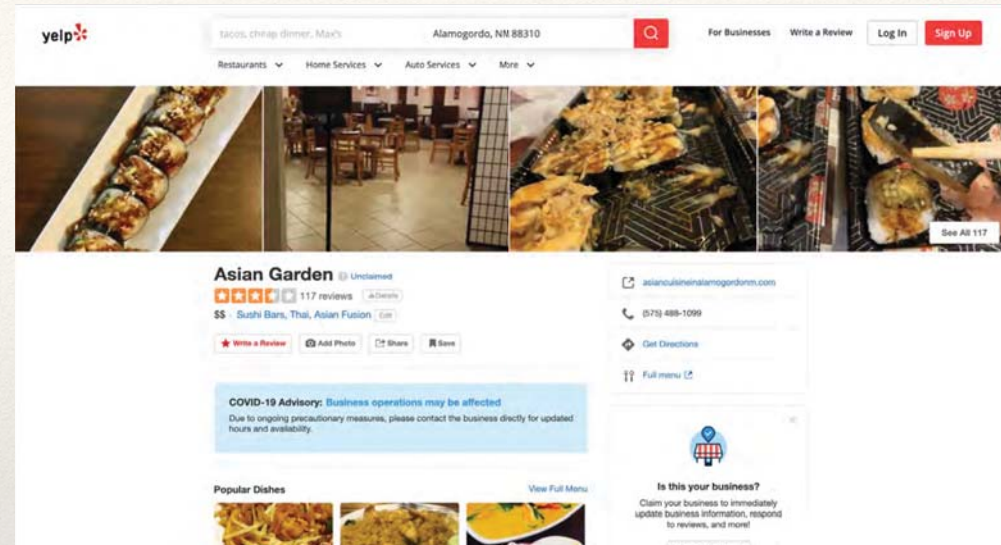 yelp
tacos, cheap dinner, Max's
Alamogordo, NM 88310
For Businesses
Write a Review
Log In
Sign Up
Restaurants
Home Services
Auto Services
More
See All 117
Asian Garden
Unclaimed
117 reviews
Details
$$ · Sushi Bars, Thai, Asian Fusion
Edit
Write a Review
Add Photo
Share
Save
asiancuisineinalamogordonm.com
(575) 488-1099
Get Directions
Full menu
COVID-19 Advisory: Business operations may be affected
Due to ongoing precautionary measures, please contact the business directly for updated
hours and availability.
Popular Dishes
View Full Menu
Is this your business?
Claim your business to immediately
update business information, respond
to reviews, and more!